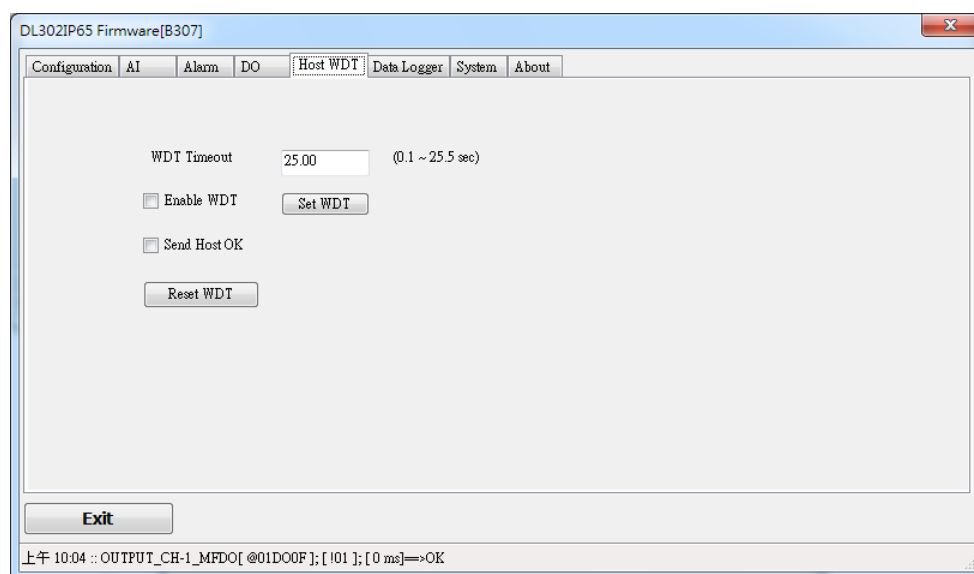 DL302IP65 Firmware[B307]
Configuration AI Alarm DO Host WDT Data Logger System About
WDT Timeout 25.00 (0.1 ~ 25.5 sec)
Enable WDT Set WDT
Send Host OK
Reset WDT
Exit
上午 10:04 :: OUTPUT_CH-1_MFDO[ @01DO0F ]; [ !01 ]; [ 0 ms]==>OK